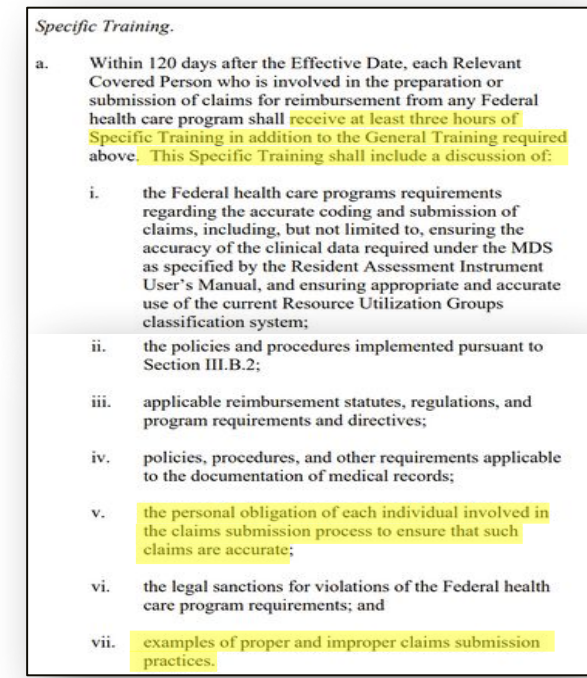 Specific Training.
a. Within 120 days after the Effective Date, each Relevant
Covered Person who is involved in the preparation or
submission of claims for reimbursement from any Federal
health care program shall receive at least three hours of
Specific Training in addition to the General Training required
above. This Specific Training shall include a discussion of:
i. the Federal health care programs requirements
regarding the accurate coding and submission of
claims, including, but not limited to, ensuring the
accuracy of the clinical data required under the MDS
as specified by the Resident Assessment Instrument
User's Manual, and ensuring appropriate and accurate
use of the current Resource Utilization Groups
classification system;
ii. the policies and procedures implemented pursuant to
Section III.B.2;
iii. applicable reimbursement statutes, regulations, and
program requirements and directives;
iv. policies, procedures, and other requirements applicable
to the documentation of medical records;
v. the personal obligation of each individual involved in
the claims submission process to ensure that such
claims are accurate;
vi. the legal sanctions for violations of the Federal health
care program requirements; and
vii. examples of proper and improper claims submission
practices.